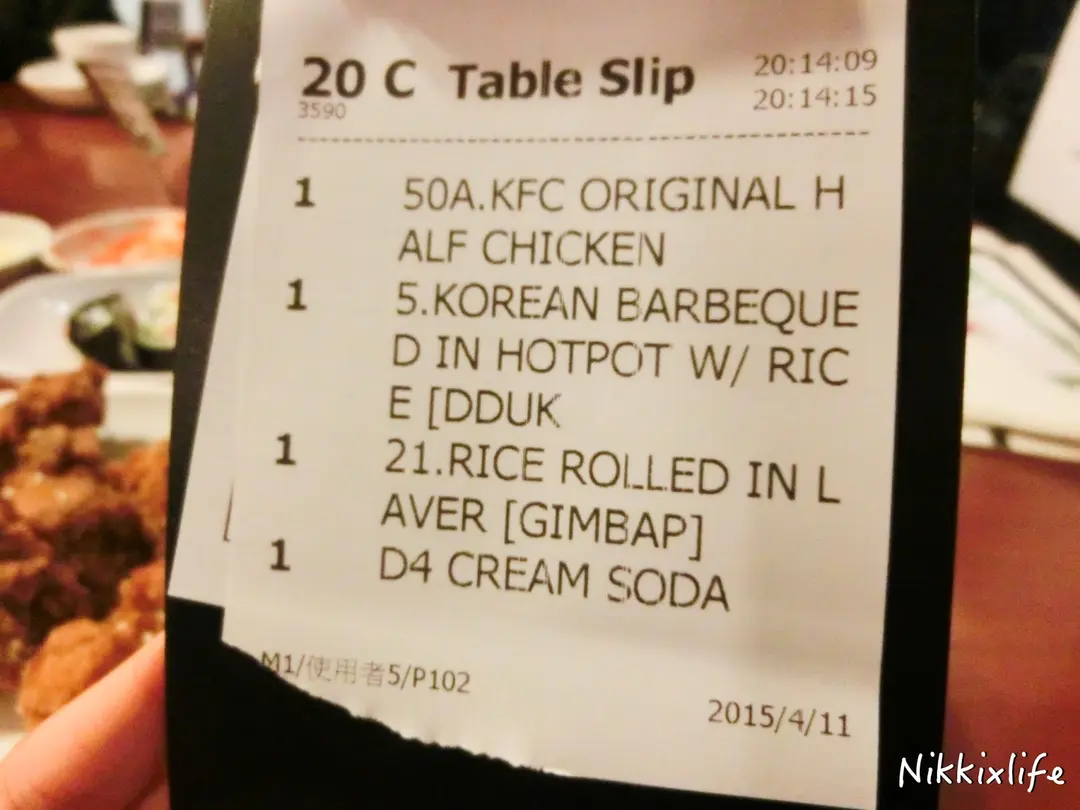 20 C Table Slip 20:14:09
3590 20:14:15
1 50A.KFC ORIGINAL H
ALF CHICKEN
1 5.KOREAN BARBEQUE
D IN HOTPOT W/ RIC
E [DDUK
1 21.RICE ROLLED IN L
AVER [GIMBAP]
1 D4 CREAM SODA
M1/使用者5/P102
2015/4/11
Nikkixlife